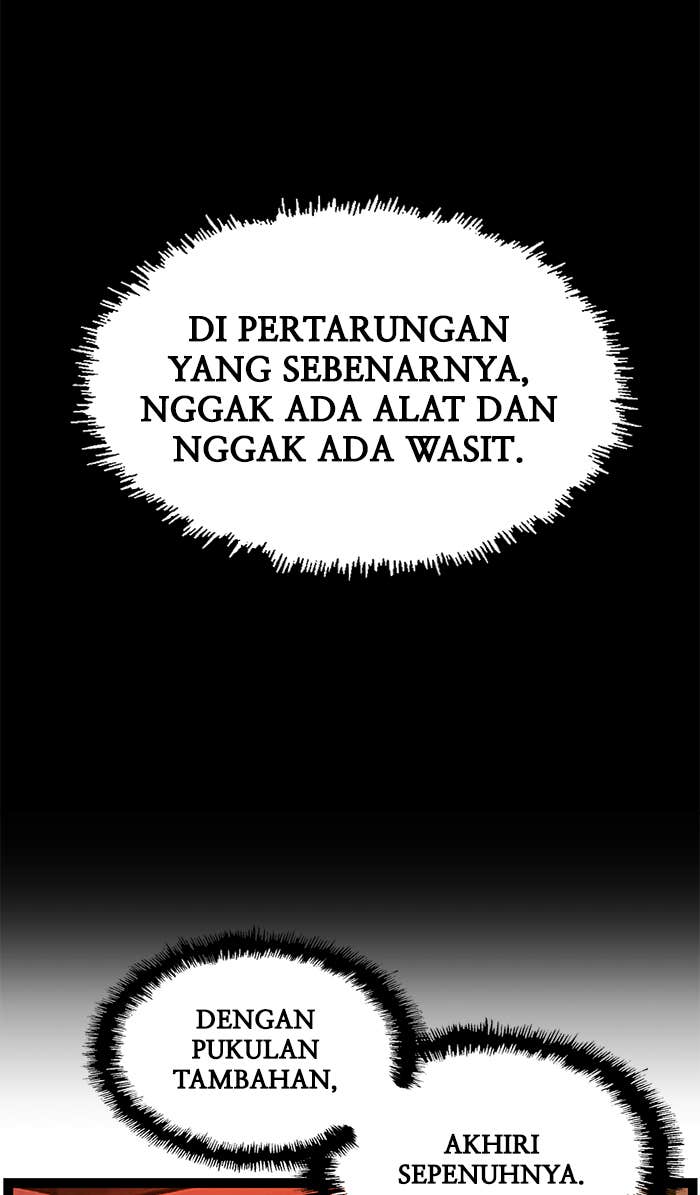 DI PERTARUNGAN
YANG SEBENARNYA,
NGGAK ADA ALAT DAN
NGGAK ADA WASIT.
DENGAN
PUKULAN
TAMBAHAN,
AKHIRI
SEPENUHNYA.